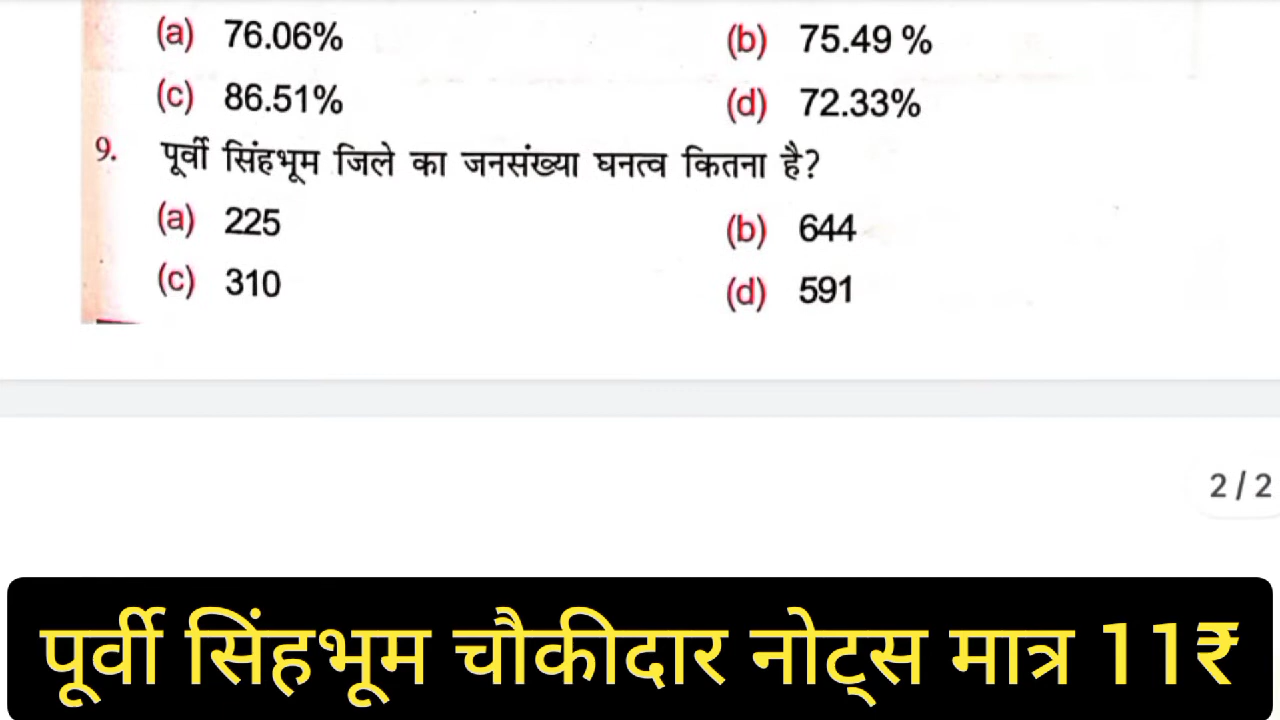 (a) 76.06% (b) 75.49 %
(c) 86.51% (d) 72.33%
9. पूर्वी सिंहभूम जिले का जनसंख्या घनत्व कितना है?
(a) 225 (b) 644
(c) 310 (d) 591
2 / 2
पूर्वी सिंहभूम चौकीदार नोट्स मात्र 11₹